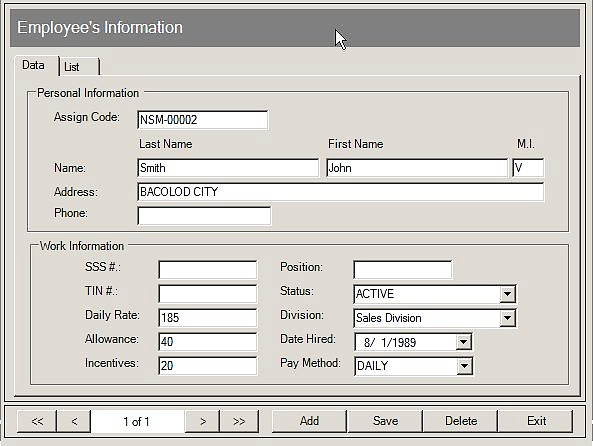 Employee's Information
Data List
Personal Information
Assign Code: NSM-00002
Last Name First Name M.I.
Name: Smith John V
Address: BACOLOD CITY
Phone:
Work Information
SSS #.: Position:
TIN #.: Status: ACTIVE
Daily Rate: 185 Division: Sales Division
Allowance: 40 Date Hired: 8/ 1/1989
Incentives: 20 Pay Method: DAILY
<< < 1 of 1 > >> Add Save Delete Exit